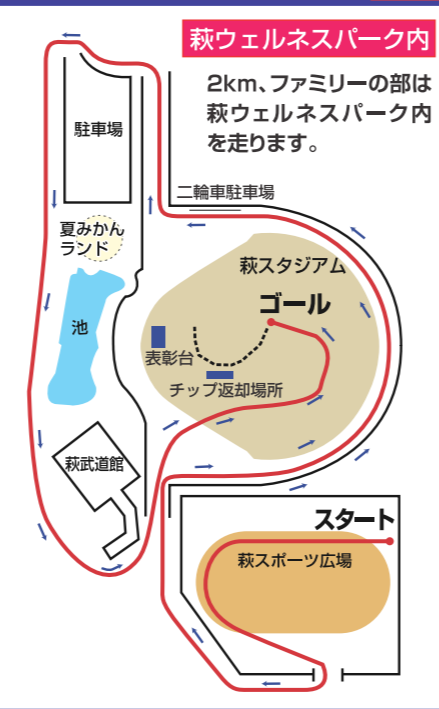 萩ウェルネスパーク内
2km、ファミリーの部は
萩ウェルネスパーク内
を走ります。
駐車場
二輪車駐車場
夏みかん
ランド
萩スタジアム
ゴール
池
表彰台
チップ返却場所
萩武道館
スタート
萩スポーツ広場